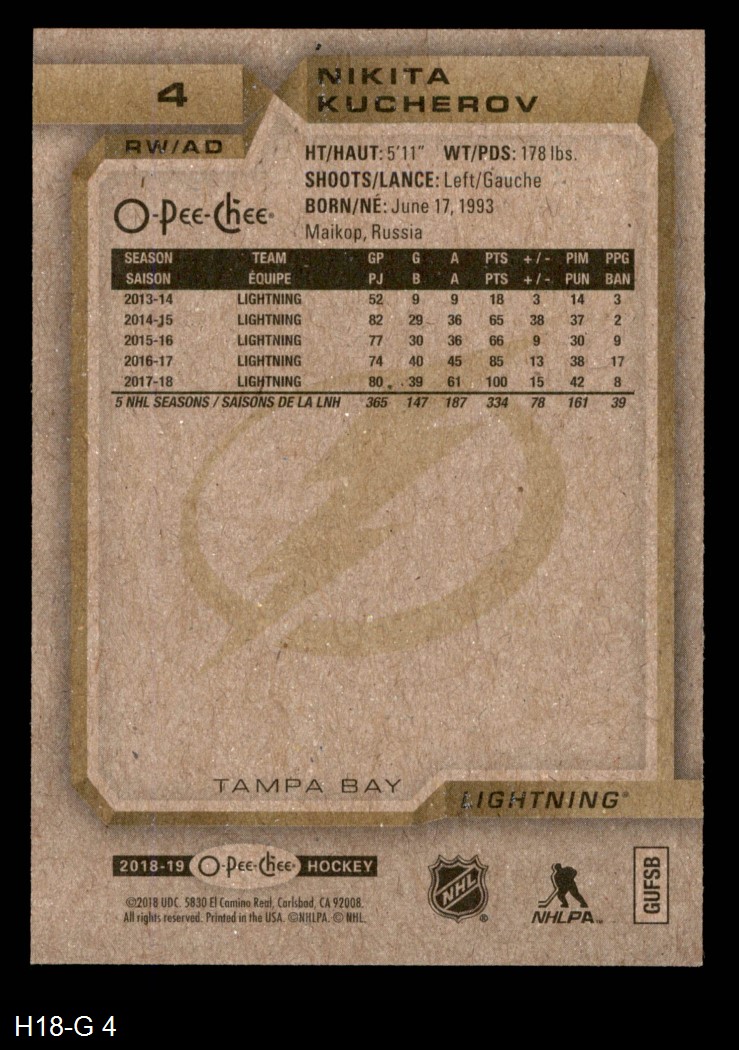 4
NIKITA
KUCHEROV
RW/AD
HT/HAUT: 5'11" WT/PDS: 178 lbs.
SHOOTS/LANCE: Left/Gauche
BORN/NÉ: June 17, 1993
Maikop, Russia
O-Pee-Chee®
SEASON TEAM GP G A PTS +/- PIM PPG
SAISON ÉQUIPE PJ B A PTS +/- PUN BAN
2013-14 LIGHTNING 52 9 9 18 3 14 3
2014-15 LIGHTNING 82 29 36 65 38 37 2
2015-16 LIGHTNING 77 30 36 66 9 30 9
2016-17 LIGHTNING 74 40 45 85 13 38 17
2017-18 LIGHTNING 80 39 61 100 15 42 8
5 NHL SEASONS / SAISONS DE LA LNH 365 147 187 334 78 161 39
TAMPA BAY
LIGHTNING®
2018-19 O-Pee-Chee® HOCKEY
©2018 UDC. 5830 El Camino Real, Carlsbad, CA 92008.
All rights reserved. Printed in the USA. ©NHLPA. © NHL.
NHL®
NHLPA™
GUFSB
H18-G 4